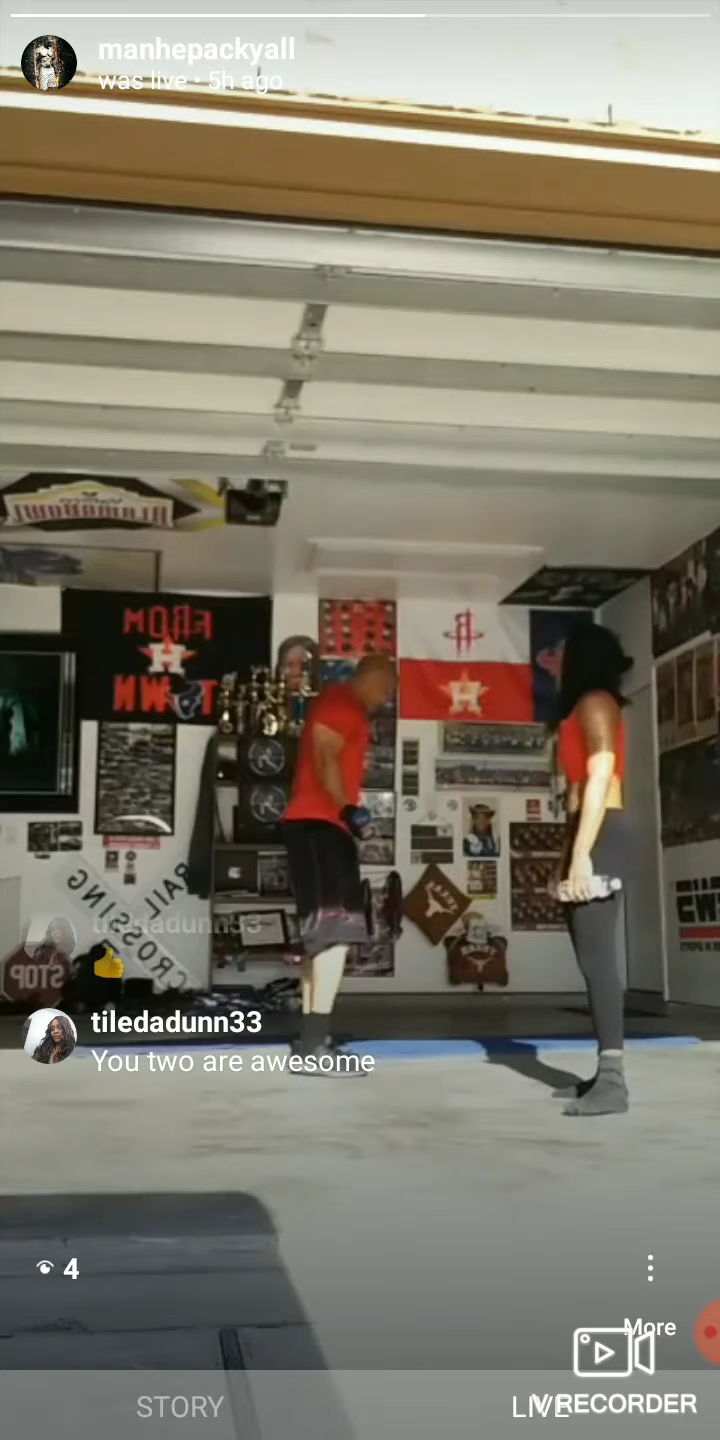 manhepackyall
was live • 5h ago
FROM
H
TOWN
R
H
RAIL
CROSSING
CROSSING
STOP
tiledadunn33
👍
tiledadunn33
You two are awesome
4
More
STORY
LIVE
V RECORDER